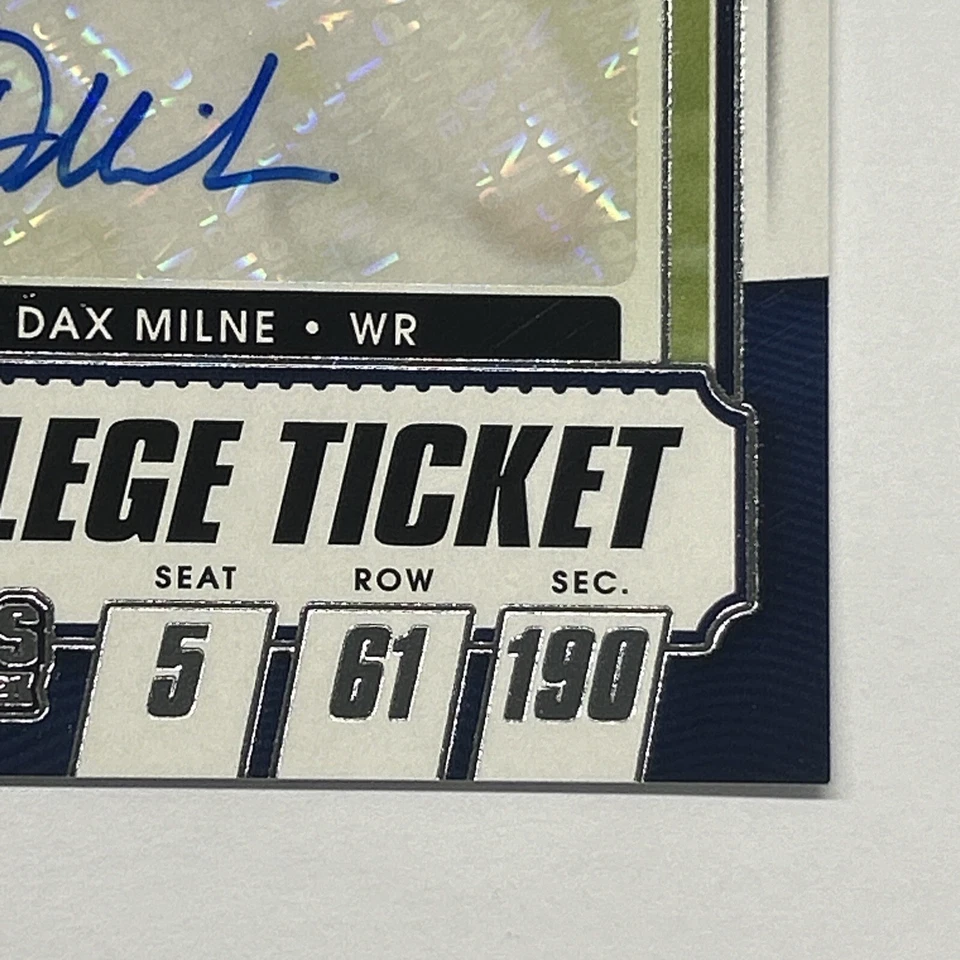 DAX MILNE • WR
LEGE TICKET
SEAT ROW SEC.
5 61 190